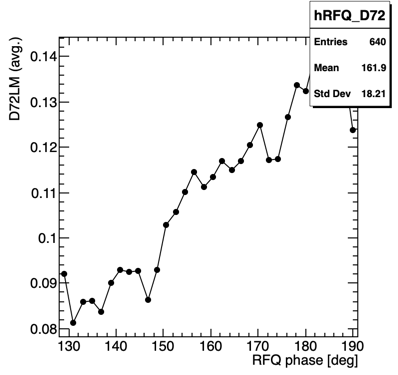 hRFQ_D72
Entries 640
Mean 161.9
Std Dev 18.21
D72LM (avg.)
0.14
0.13
0.12
0.11
0.1
0.09
0.08
130 140 150 160 170 180 190
RFQ phase [deg]